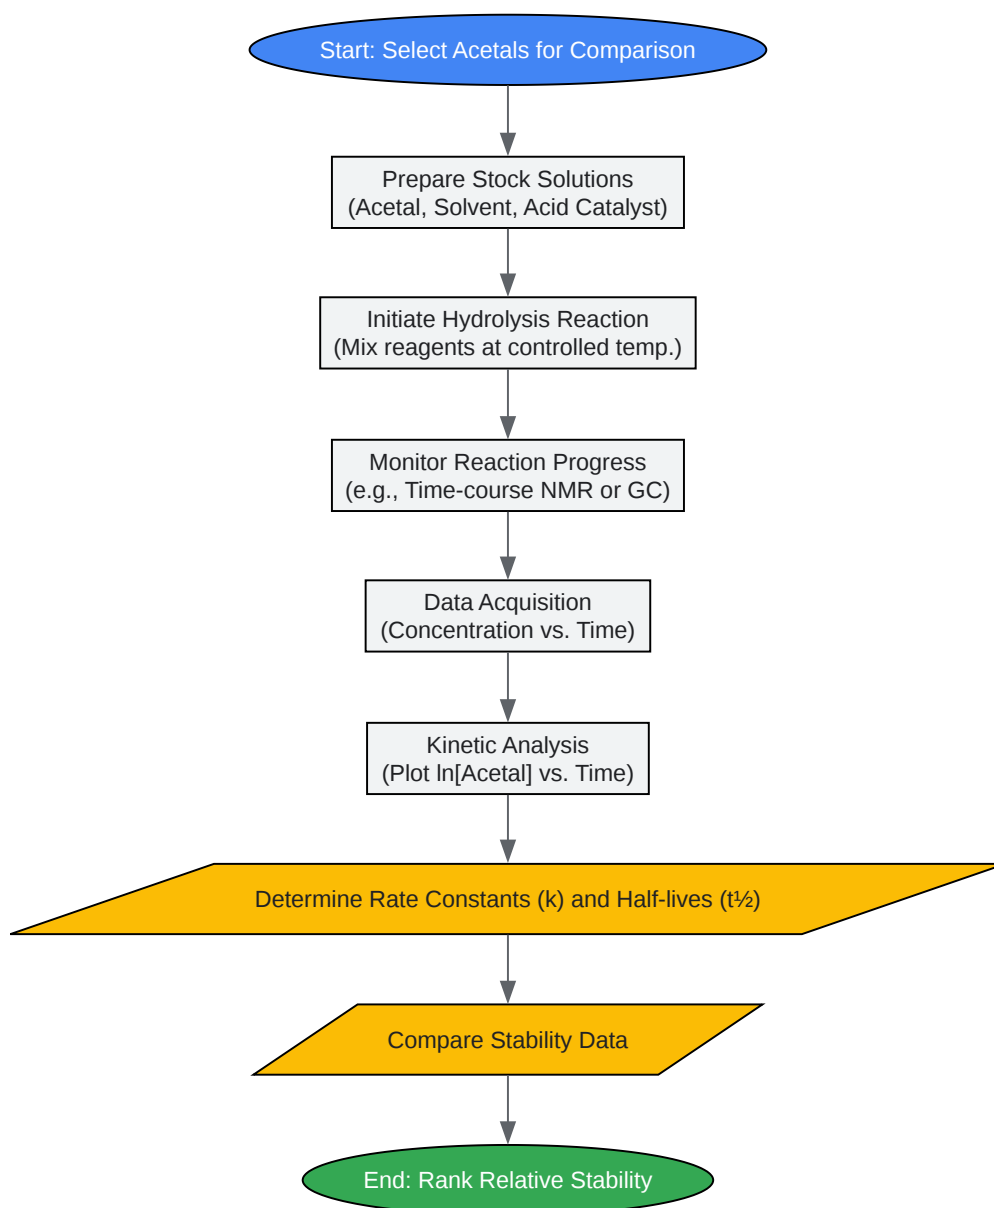 Start: Select Acetals for Comparison
Prepare Stock Solutions
(Acetal, Solvent, Acid Catalyst)
Initiate Hydrolysis Reaction
(Mix reagents at controlled temp.)
Monitor Reaction Progress
(e.g., Time-course NMR or GC)
Data Acquisition
(Concentration vs. Time)
Kinetic Analysis
(Plot ln[Acetal] vs. Time)
Determine Rate Constants (k) and Half-lives (t½)
Compare Stability Data
End: Rank Relative Stability